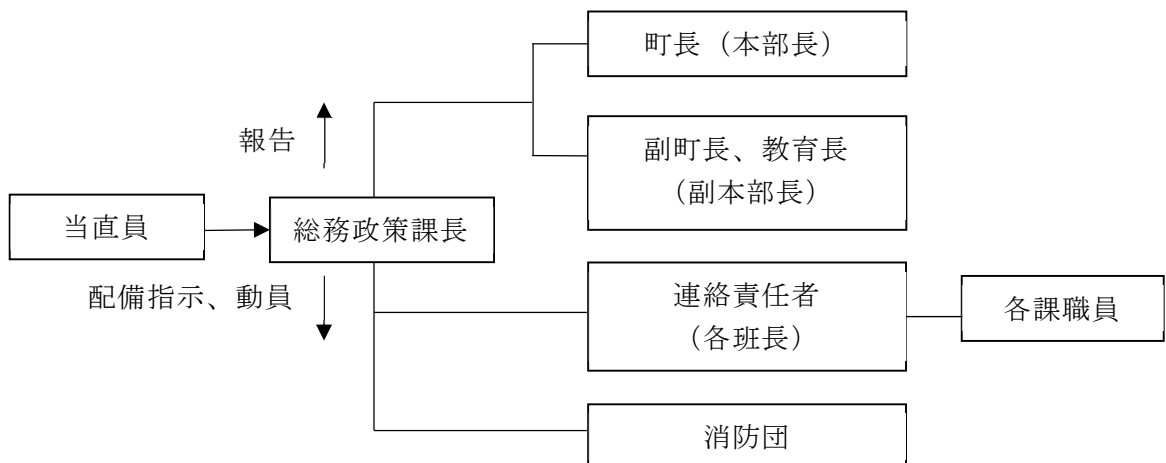 町長（本部長）
報告
副町長、教育長
（副本部長）
当直員
総務政策課長
配備指示、動員
連絡責任者
（各班長）
各課職員
消防団